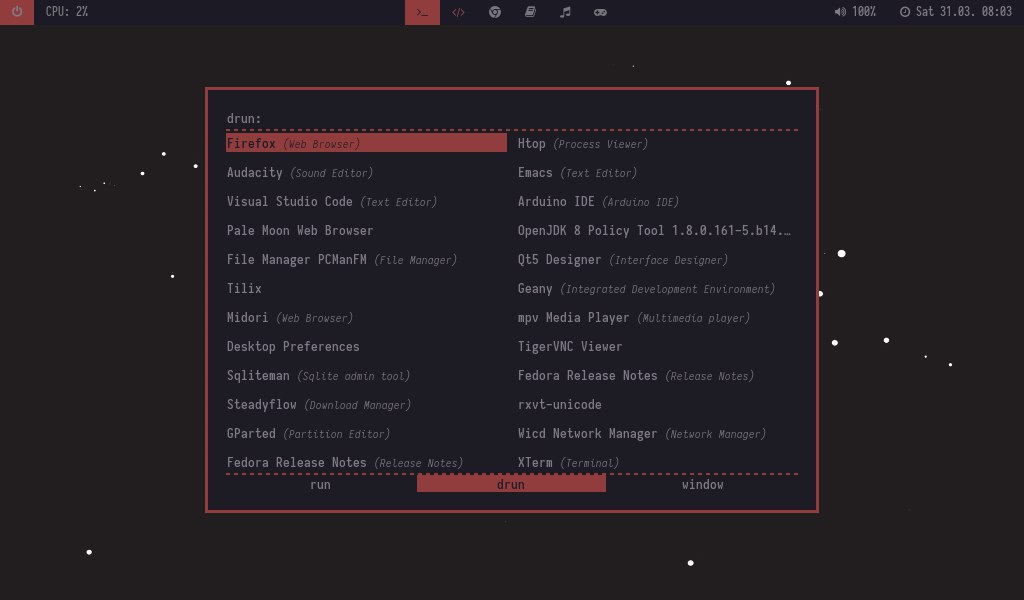 CPU: 2% >_ </> 100% Sat 31.03. 08:03
drun:
Firefox (Web Browser) Htop (Process Viewer)
Audacity (Sound Editor) Emacs (Text Editor)
Visual Studio Code (Text Editor) Arduino IDE (Arduino IDE)
Pale Moon Web Browser OpenJDK 8 Policy Tool 1.8.0.161-5.b14.…
File Manager PCManFM (File Manager) Qt5 Designer (Interface Designer)
Tilix Geany (Integrated Development Environment)
Midori (Web Browser) mpv Media Player (Multimedia player)
Desktop Preferences TigerVNC Viewer
Sqliteman (Sqlite admin tool) Fedora Release Notes (Release Notes)
Steadyflow (Download Manager) rxvt-unicode
GParted (Partition Editor) Wicd Network Manager (Network Manager)
Fedora Release Notes (Release Notes) XTerm (Terminal)
run drun window